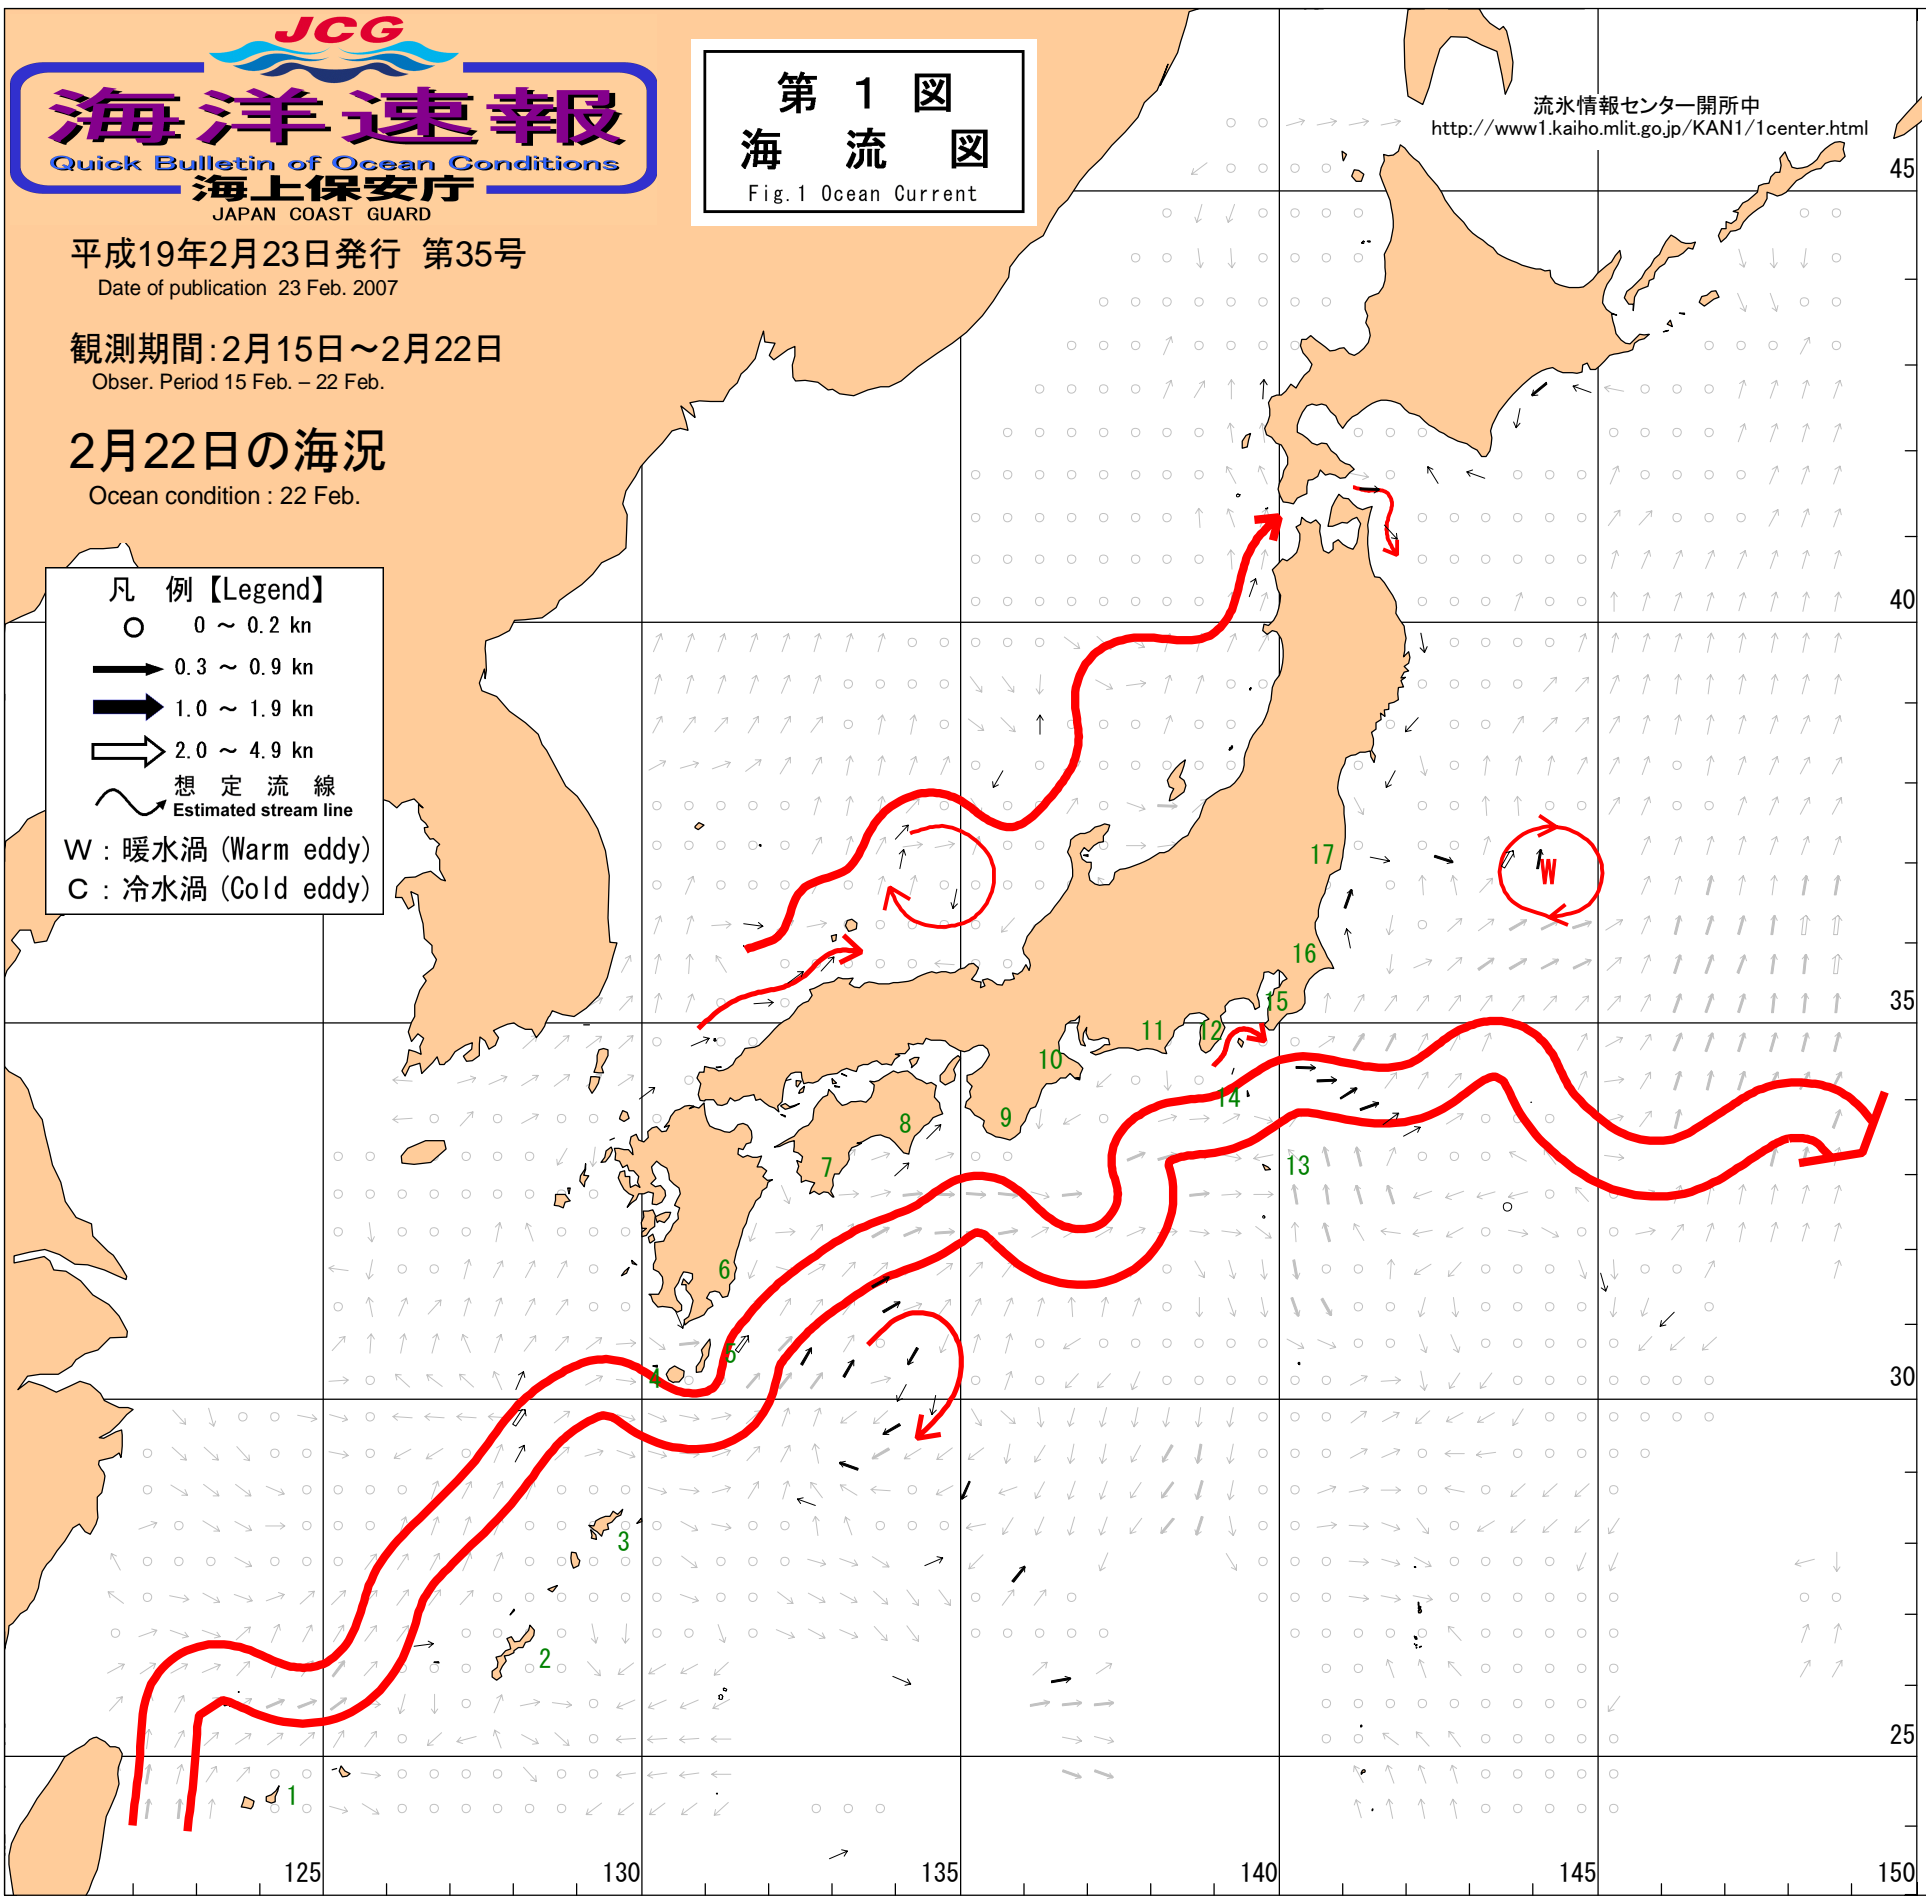 JCG
海洋速報
Quick Bulletin of Ocean Conditions
海上保安庁
JAPAN COAST GUARD
平成19年2月23日発行 第35号
Date of publication 23 Feb. 2007
観測期間:2月15日~2月22日
Obser. Period 15 Feb. – 22 Feb.
2月22日の海況
Ocean condition : 22 Feb.
第 1 図
海 流 図
Fig.1 Ocean Current
流氷情報センター開所中
http://www1.kaiho.mlit.go.jp/KAN1/1center.html
凡 例【Legend】
0 ~ 0.2 kn
0.3 ~ 0.9 kn
1.0 ~ 1.9 kn
2.0 ~ 4.9 kn
想 定 流 線
Estimated stream line
W : 暖水渦 (Warm eddy)
C : 冷水渦 (Cold eddy)
45
40
17
W
16
35
15
12
11
10
14
9
8
13
7
6
5
4
30
3
2
25
1
125
130
135
140
145
150